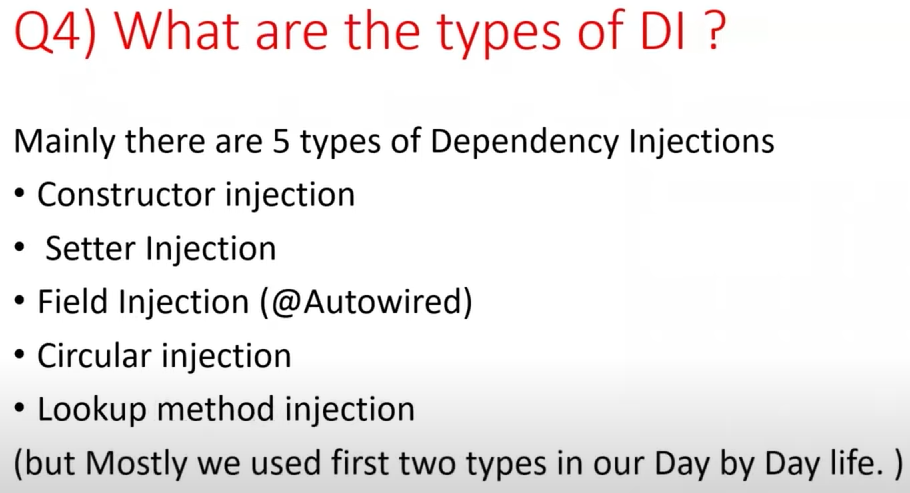 Q4) What are the types of DI ?
Mainly there are 5 types of Dependency Injections
• Constructor injection
• Setter Injection
• Field Injection (@Autowired)
• Circular injection
• Lookup method injection
(but Mostly we used first two types in our Day by Day life. )